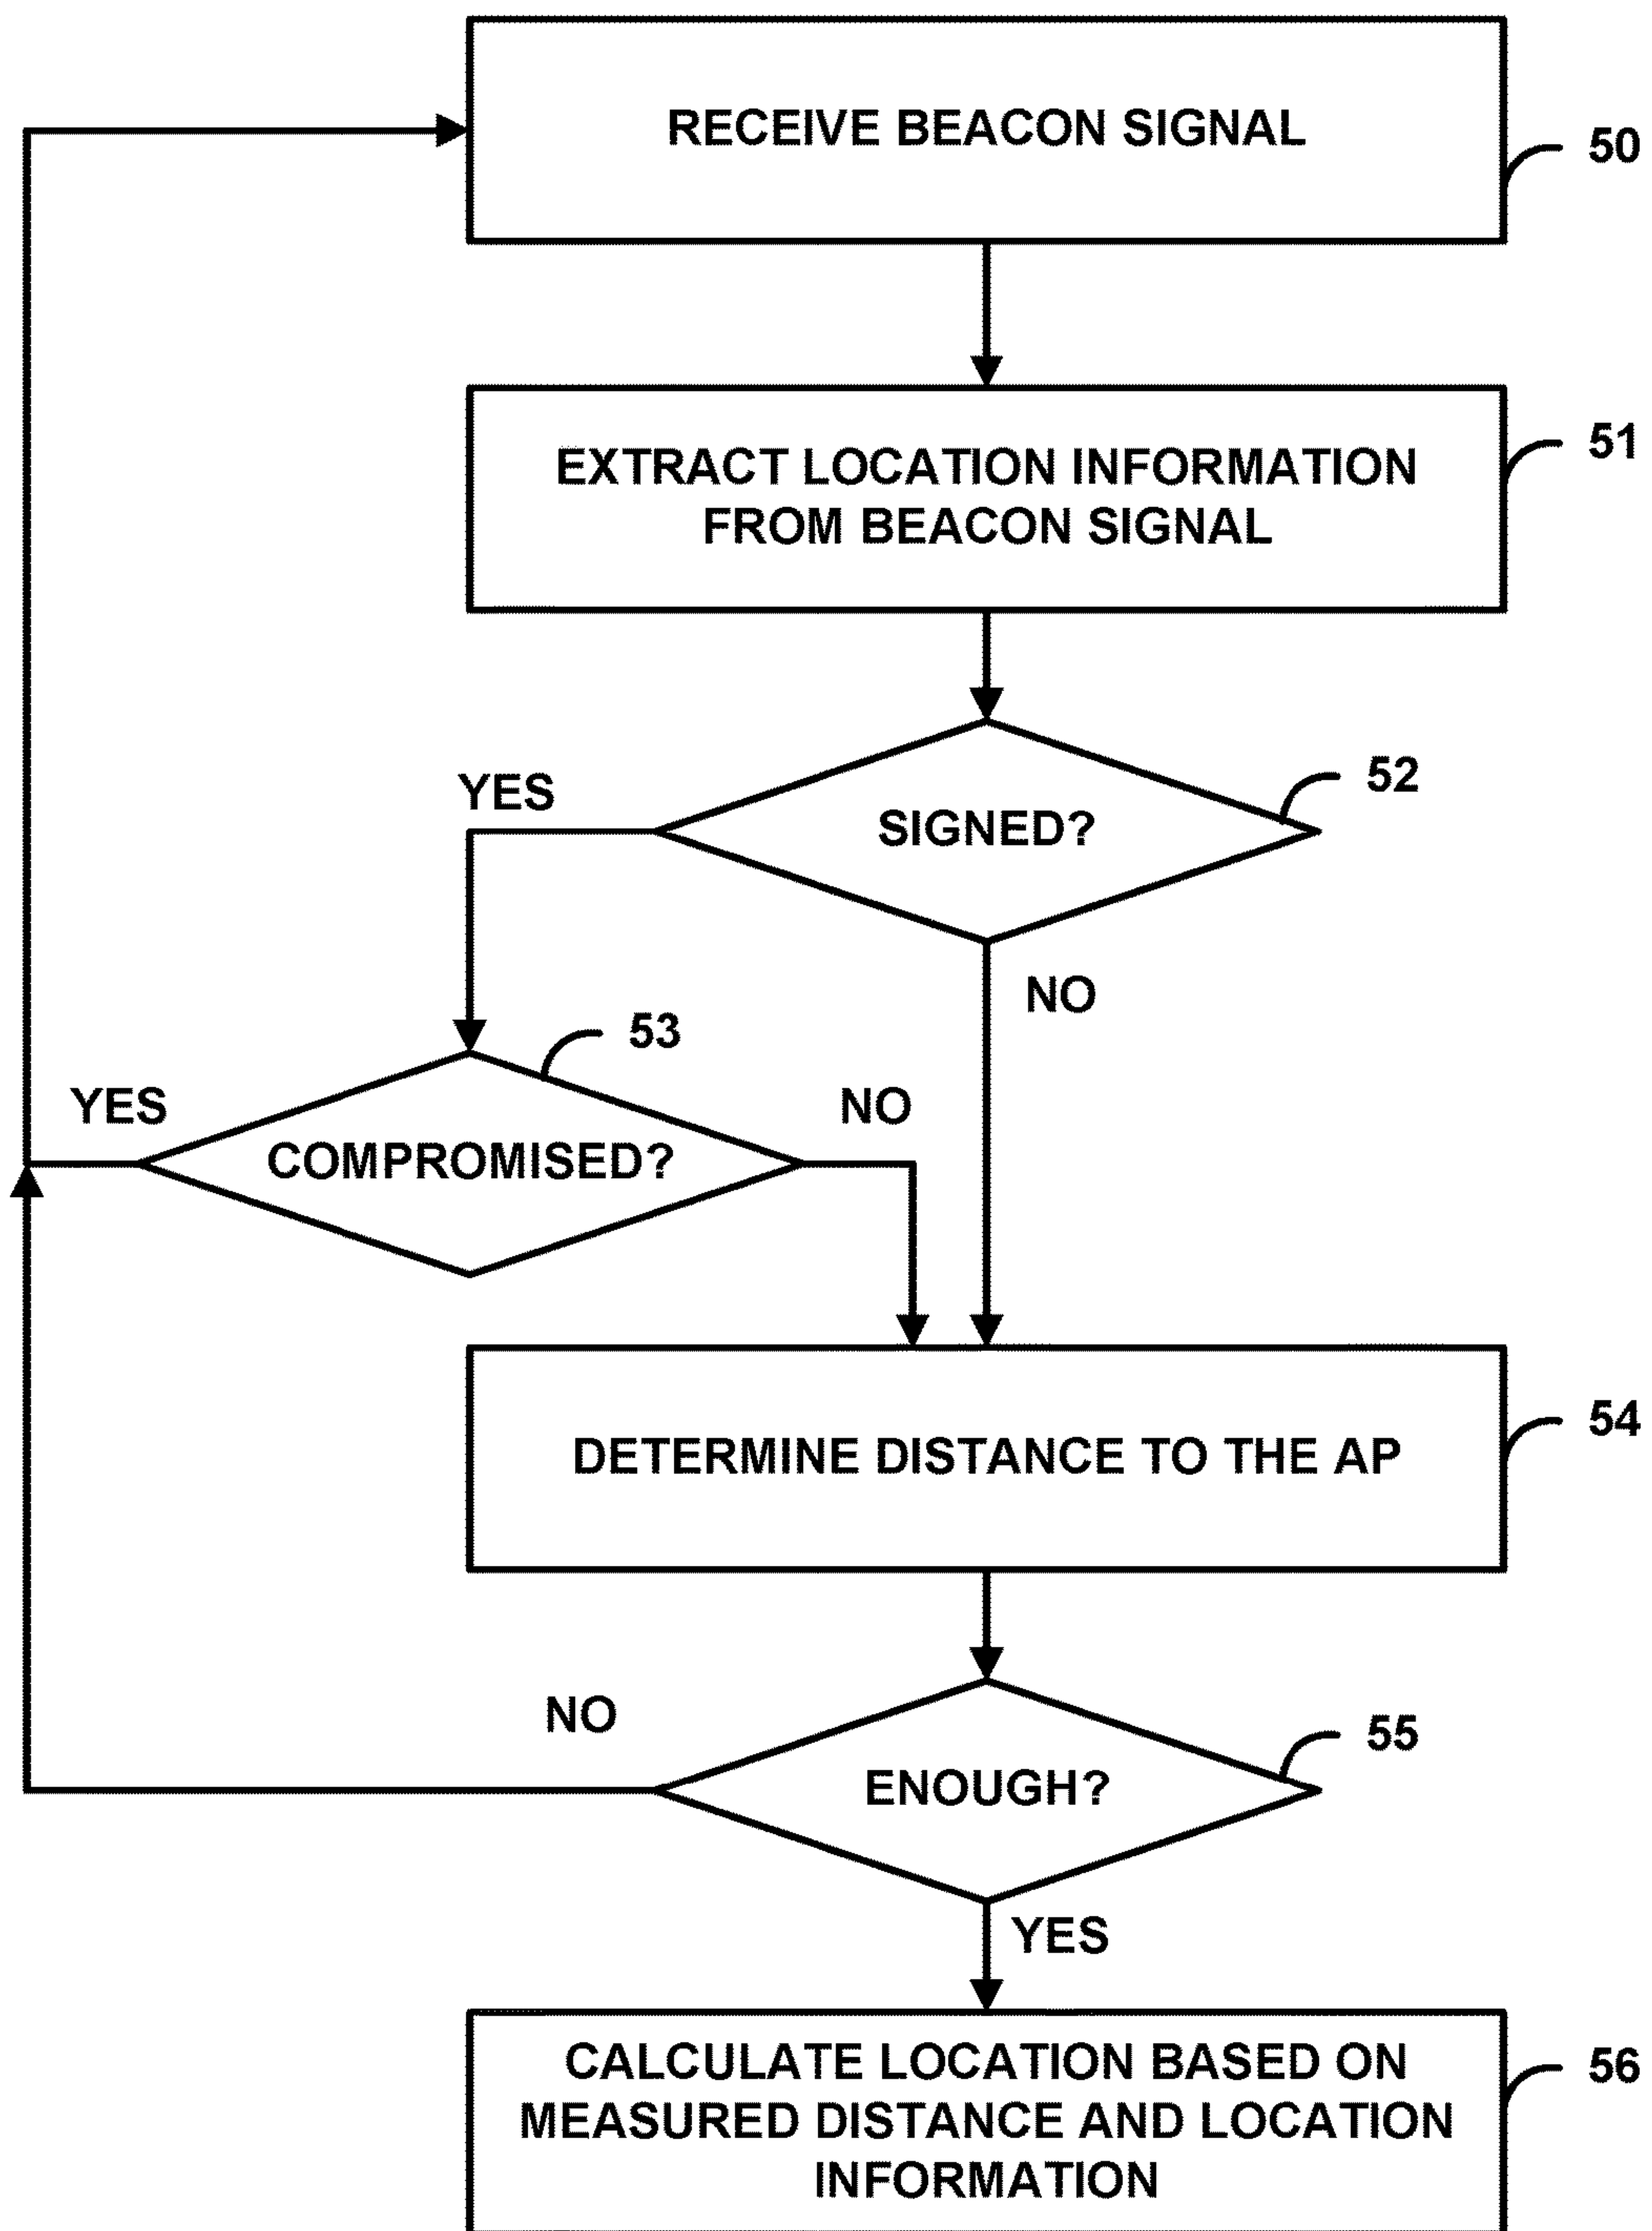 RECEIVE BEACON SIGNAL
50
EXTRACT LOCATION INFORMATION
FROM BEACON SIGNAL
51
SIGNED?
52
YES
NO
COMPROMISED?
53
YES
NO
DETERMINE DISTANCE TO THE AP
54
ENOUGH?
55
NO
YES
CALCULATE LOCATION BASED ON
MEASURED DISTANCE AND LOCATION
INFORMATION
56